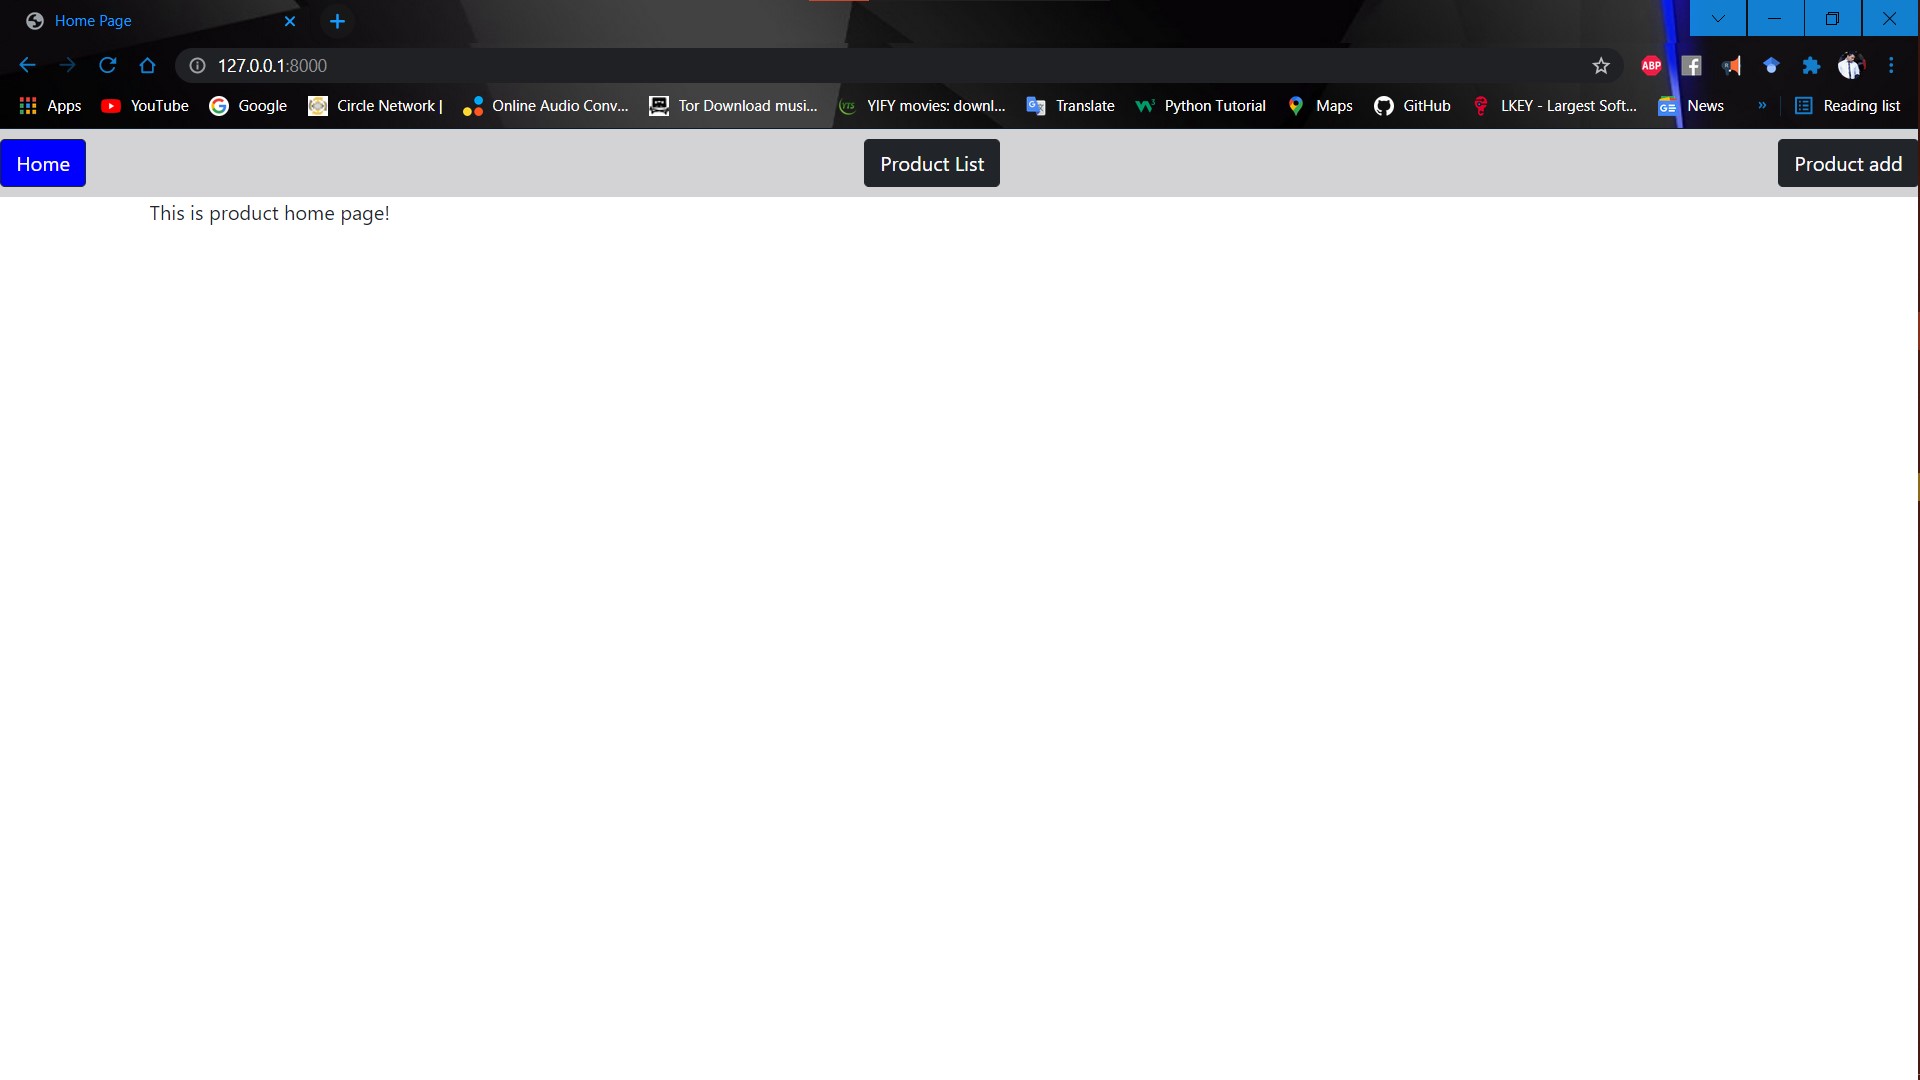 Home Page
127.0.0.1:8000
ABP
Apps YouTube Google Circle Network | Online Audio Conv... Tor Download musi... YIFY movies: downl... Translate Python Tutorial Maps GitHub LKEY - Largest Soft... News » Reading list
Home Product List Product add
This is product home page!